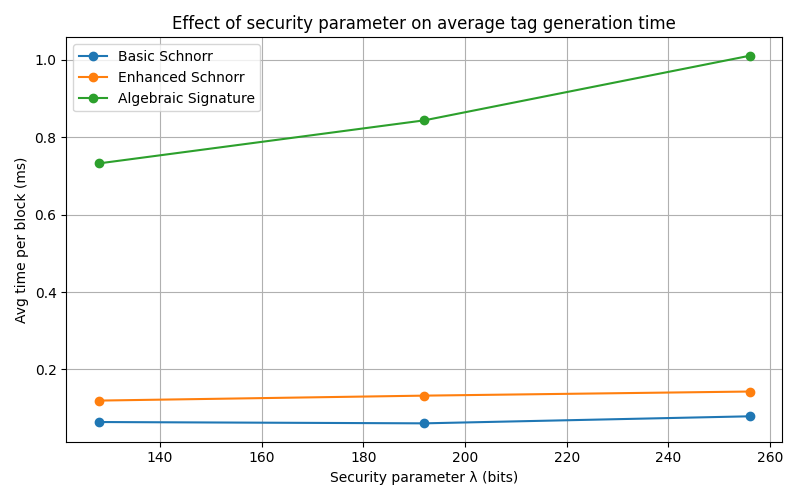 Effect of security parameter on average tag generation time
Basic Schnorr
Enhanced Schnorr
Algebraic Signature
Avg time per block (ms)
1.0
0.8
0.6
0.4
0.2
140 160 180 200 220 240 260
Security parameter λ (bits)